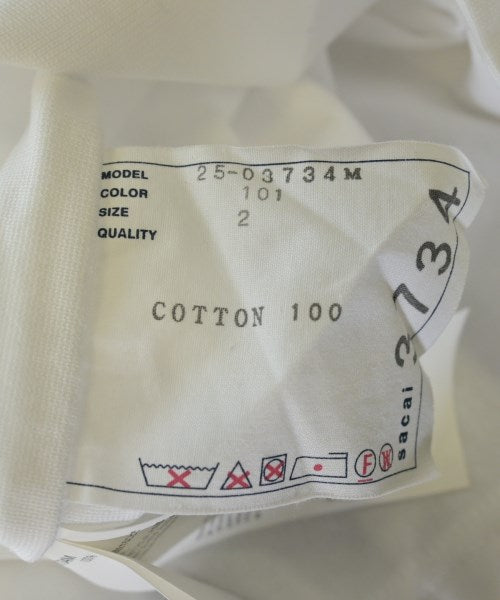 MODEL 25-03734M
COLOR 101
SIZE 2
QUALITY
COTTON 100
sacai 3734
F W